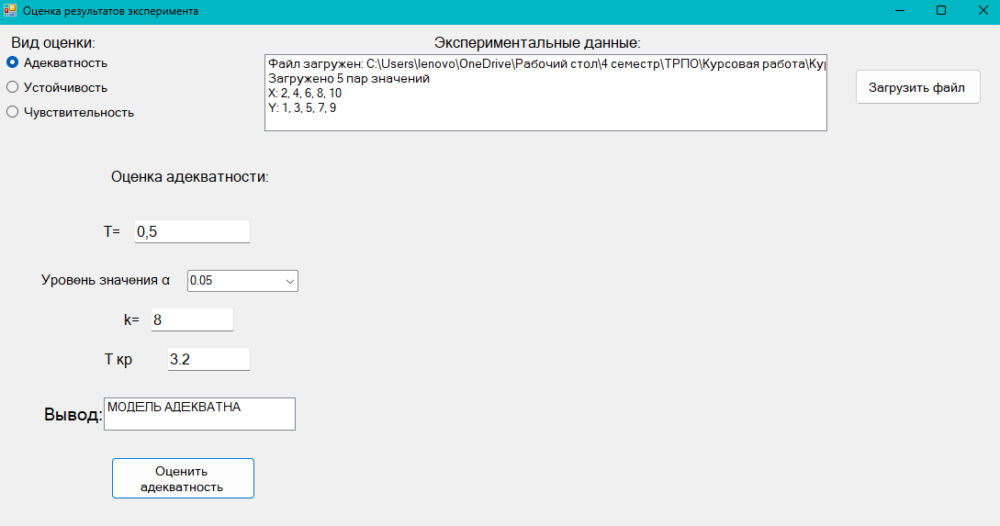 Оценка результатов эксперимента
Вид оценки:
Адекватность
Устойчивость
Чувствительность
Экспериментальные данные:
Файл загружен: C:\Users\lenovo\OneDrive\Рабочий стол\4 семестр\ТРПО\Курсовая работа\Кур
Загружено 5 пар значений
X: 2, 4, 6, 8, 10
Y: 1, 3, 5, 7, 9
Загрузить файл
Оценка адекватности:
T= 0,5
Уровень значения α 0.05
k= 8
T кр 3.2
Вывод: МОДЕЛЬ АДЕКВАТНА
Оценить
адекватность